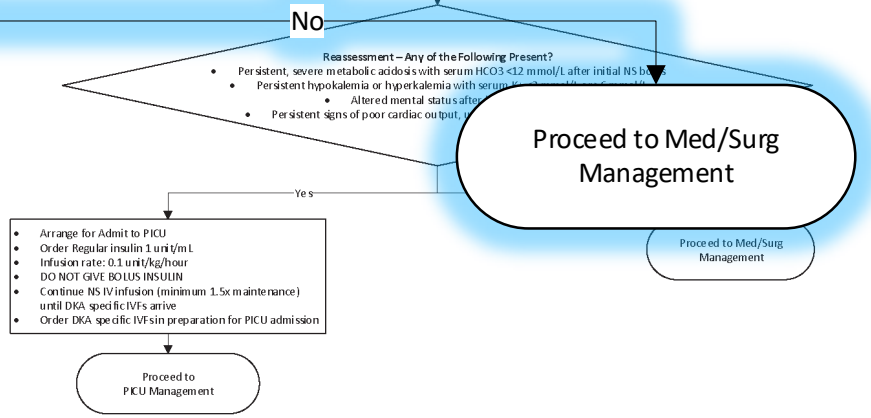 No
Reassessment – Any of the Following Present?
• Persistent, severe metabolic acidosis with serum HCO3 <12 mmol/L after initial NS
• Persistent hypokalemia or hyperkalemia with serum
• Altered mental status after
• Persistent signs of poor cardiac output,
Proceed to Med/Surg
Management
Yes
• Arrange for Admit to PICU
• Order Regular insulin 1 unit/mL
• Infusion rate: 0.1 unit/kg/hour
• DO NOT GIVE BOLUS INSULIN
• Continue NS IV infusion (minimum 1.5x maintenance)
until DKA specific IVFs arrive
• Order DKA specific IVFs in preparation for PICU admission
Proceed to Med/Surg
Management
Proceed to
PICU Management